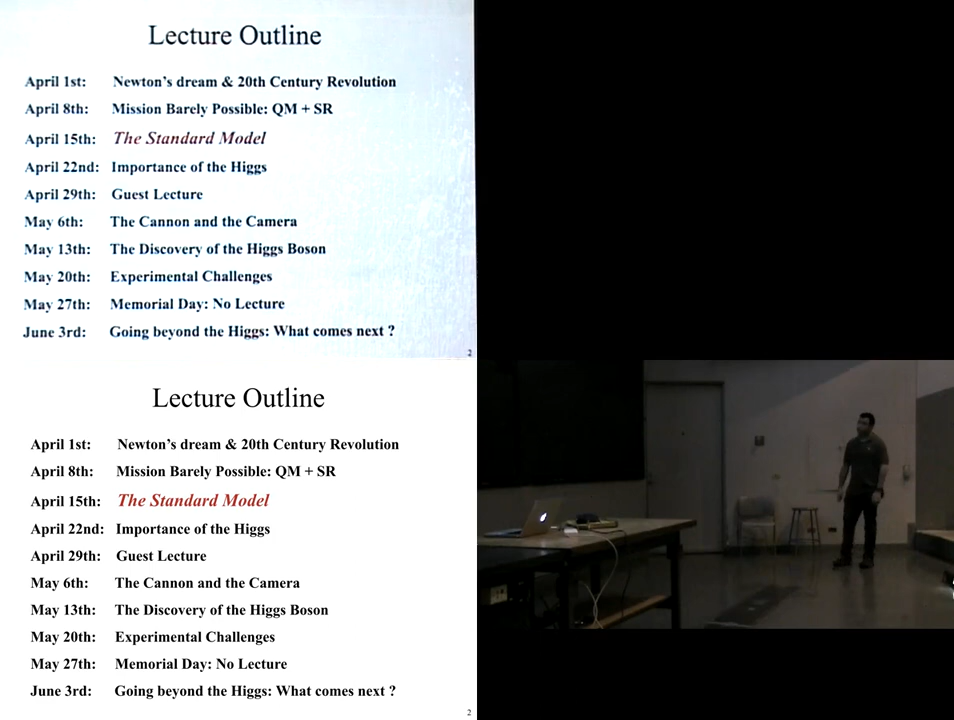 Lecture Outline
April 1st: Newton's dream & 20th Century Revolution
April 8th: Mission Barely Possible: QM + SR
April 15th: The Standard Model
April 22nd: Importance of the Higgs
April 29th: Guest Lecture
May 6th: The Cannon and the Camera
May 13th: The Discovery of the Higgs Boson
May 20th: Experimental Challenges
May 27th: Memorial Day: No Lecture
June 3rd: Going beyond the Higgs: What comes next ?
2
Lecture Outline
April 1st: Newton's dream & 20th Century Revolution
April 8th: Mission Barely Possible: QM + SR
April 15th: The Standard Model
April 22nd: Importance of the Higgs
April 29th: Guest Lecture
May 6th: The Cannon and the Camera
May 13th: The Discovery of the Higgs Boson
May 20th: Experimental Challenges
May 27th: Memorial Day: No Lecture
June 3rd: Going beyond the Higgs: What comes next ?
2